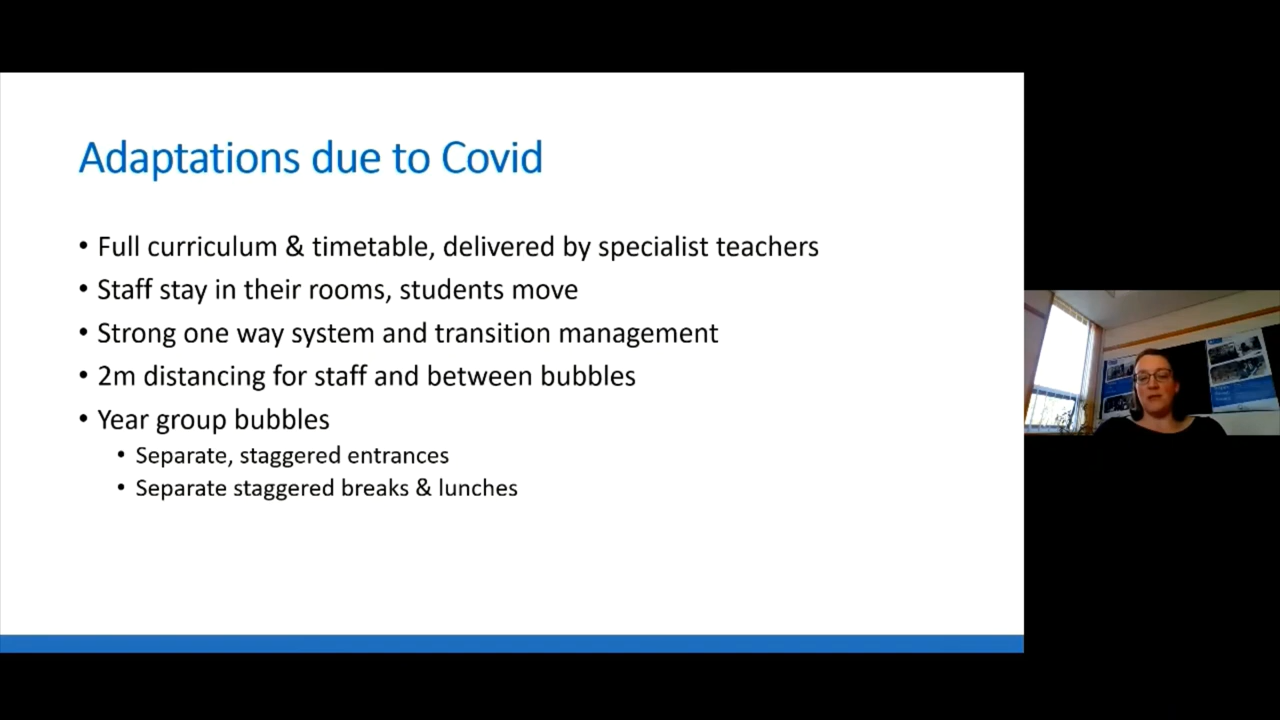 Adaptations due to Covid
• Full curriculum & timetable, delivered by specialist teachers
• Staff stay in their rooms, students move
• Strong one way system and transition management
• 2m distancing for staff and between bubbles
• Year group bubbles
• Separate, staggered entrances
• Separate staggered breaks & lunches